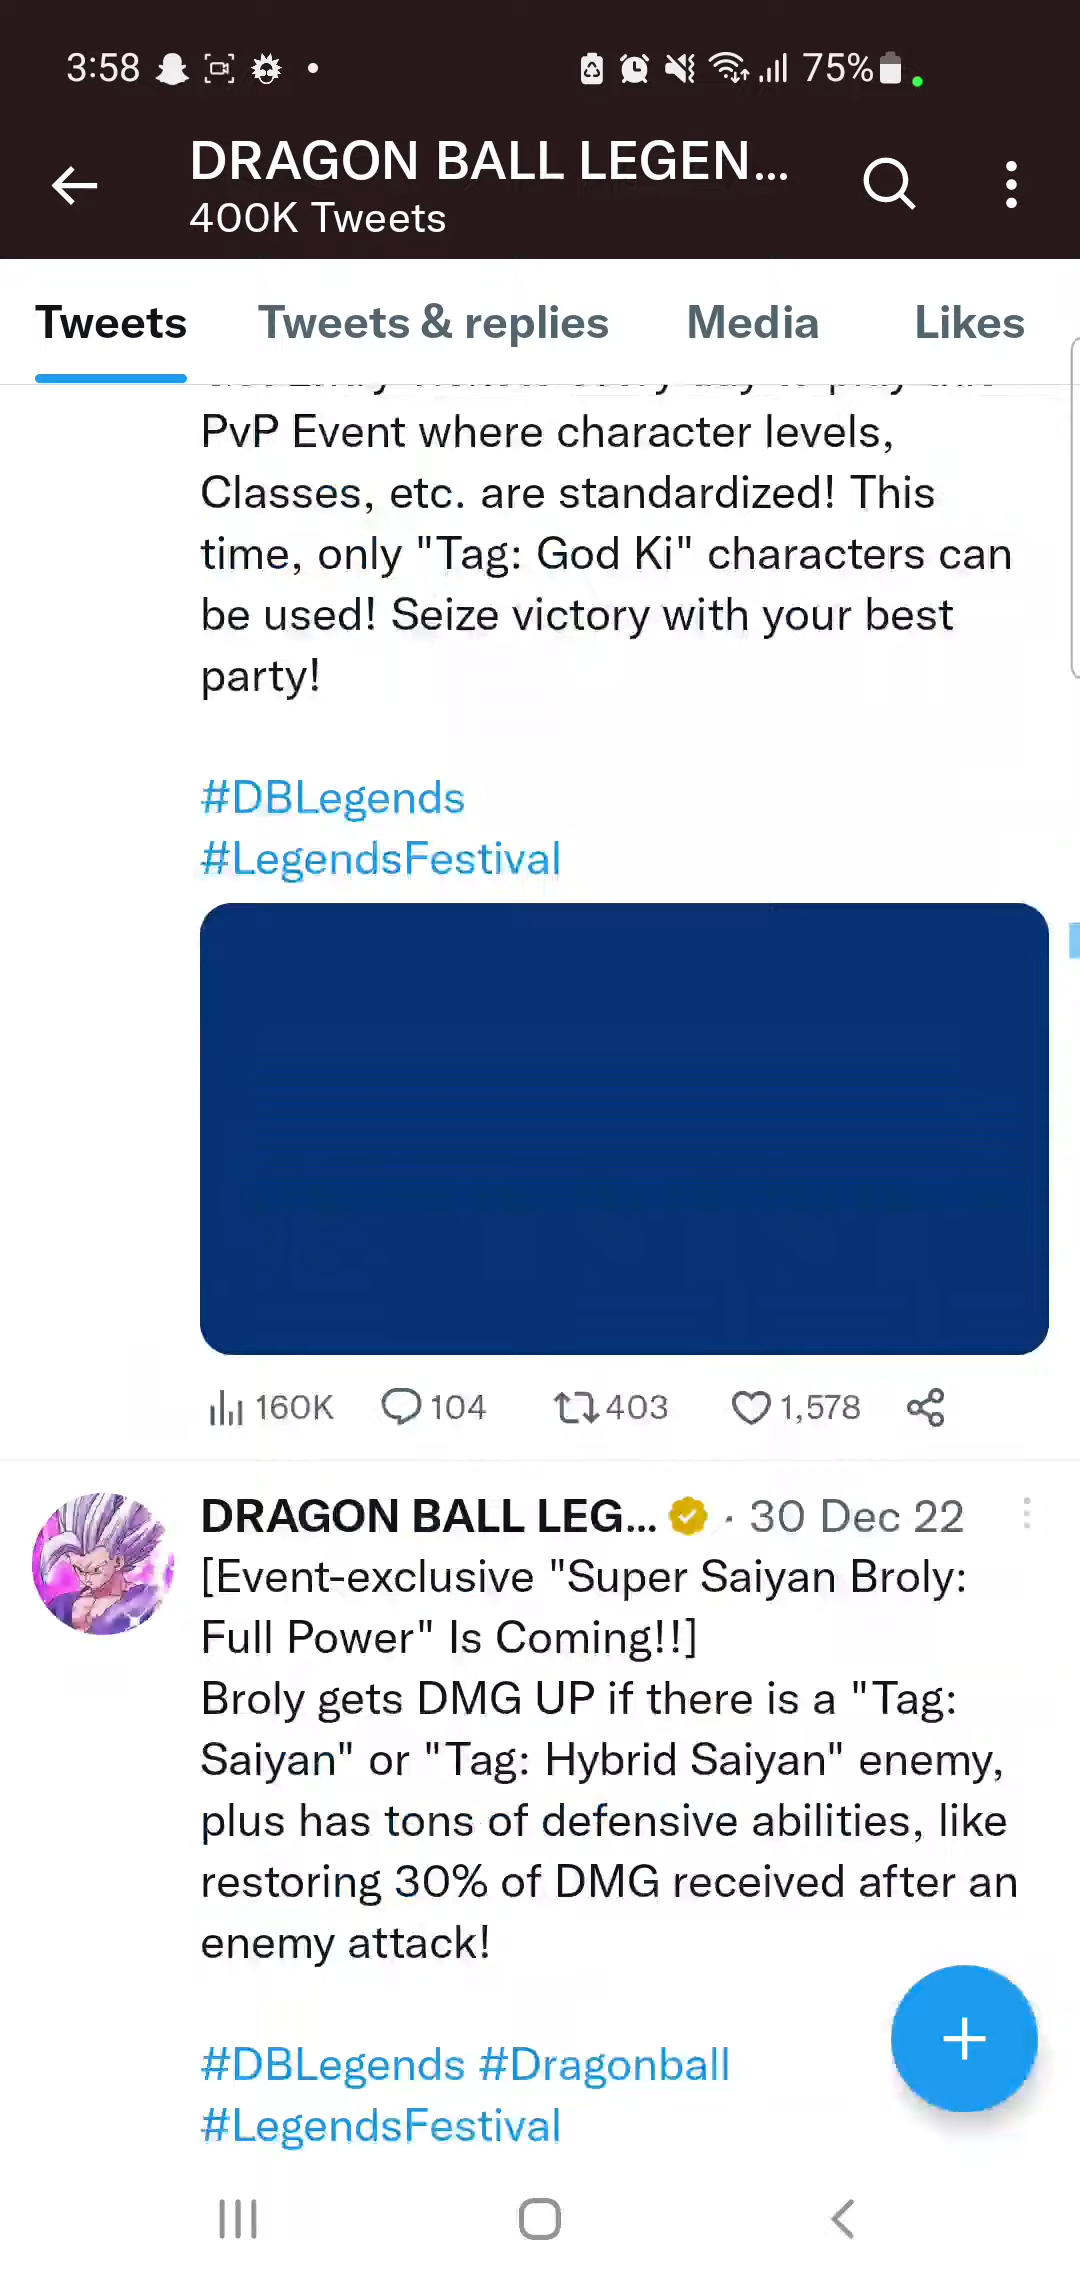 3:58
75%
DRAGON BALL LEGEN...
400K Tweets
Tweets
Tweets & replies
Media
Likes
PvP Event where character levels,
Classes, etc. are standardized! This
time, only "Tag: God Ki" characters can
be used! Seize victory with your best
party!
#DBLegends
#LegendsFestival
160K
104
403
1,578
DRAGON BALL LEG... · 30 Dec 22
[Event-exclusive "Super Saiyan Broly:
Full Power" Is Coming!!]
Broly gets DMG UP if there is a "Tag:
Saiyan" or "Tag: Hybrid Saiyan" enemy,
plus has tons of defensive abilities, like
restoring 30% of DMG received after an
enemy attack!
#DBLegends #Dragonball
#LegendsFestival